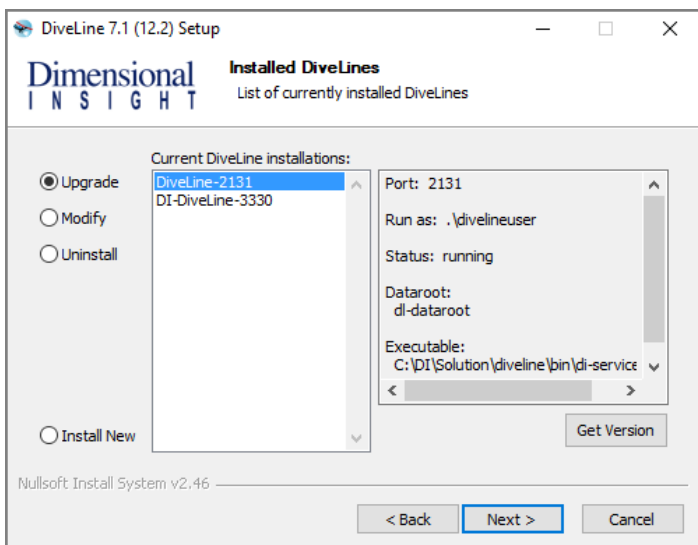 DiveLine 7.1 (12.2) Setup
Dimensional
INSIGHT
Installed DiveLines
List of currently installed DiveLines
Current DiveLine installations:
Upgrade
Modify
Uninstall
Install New
DiveLine-2131
DI-DiveLine-3330
Port: 2131
Run as: .\divelineuser
Status: running
Dataroot:
dl-dataroot
Executable:
C:\DI\Solution\diveline\bin\di-service
Get Version
Nullsoft Install System v2.46
< Back
Next >
Cancel